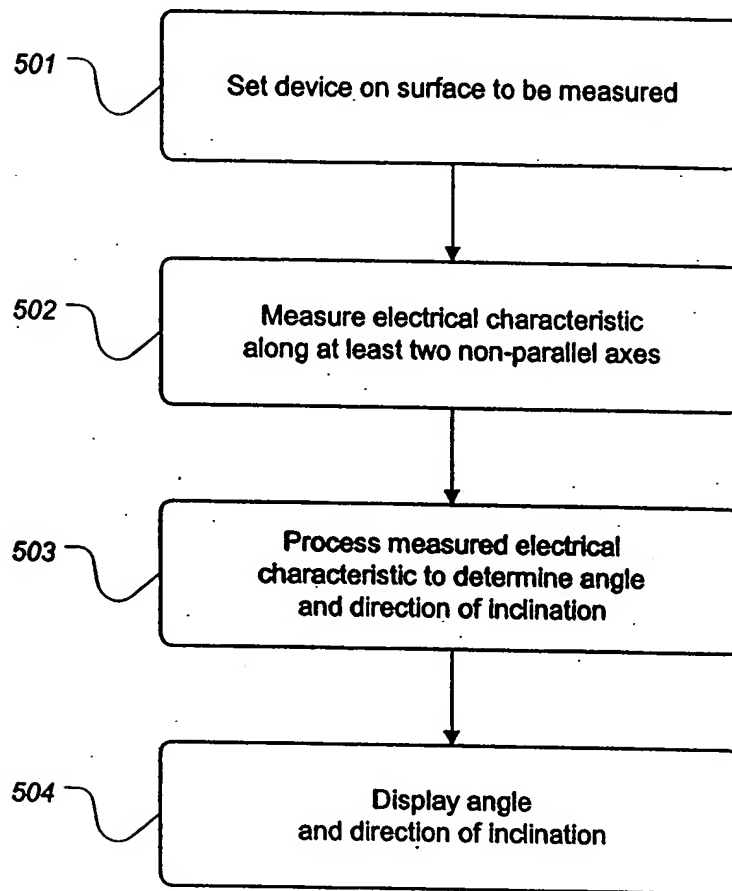 501
Set device on surface to be measured
502
Measure electrical characteristic
along at least two non-parallel axes
503
Process measured electrical
characteristic to determine angle
and direction of inclination
504
Display angle
and direction of inclination